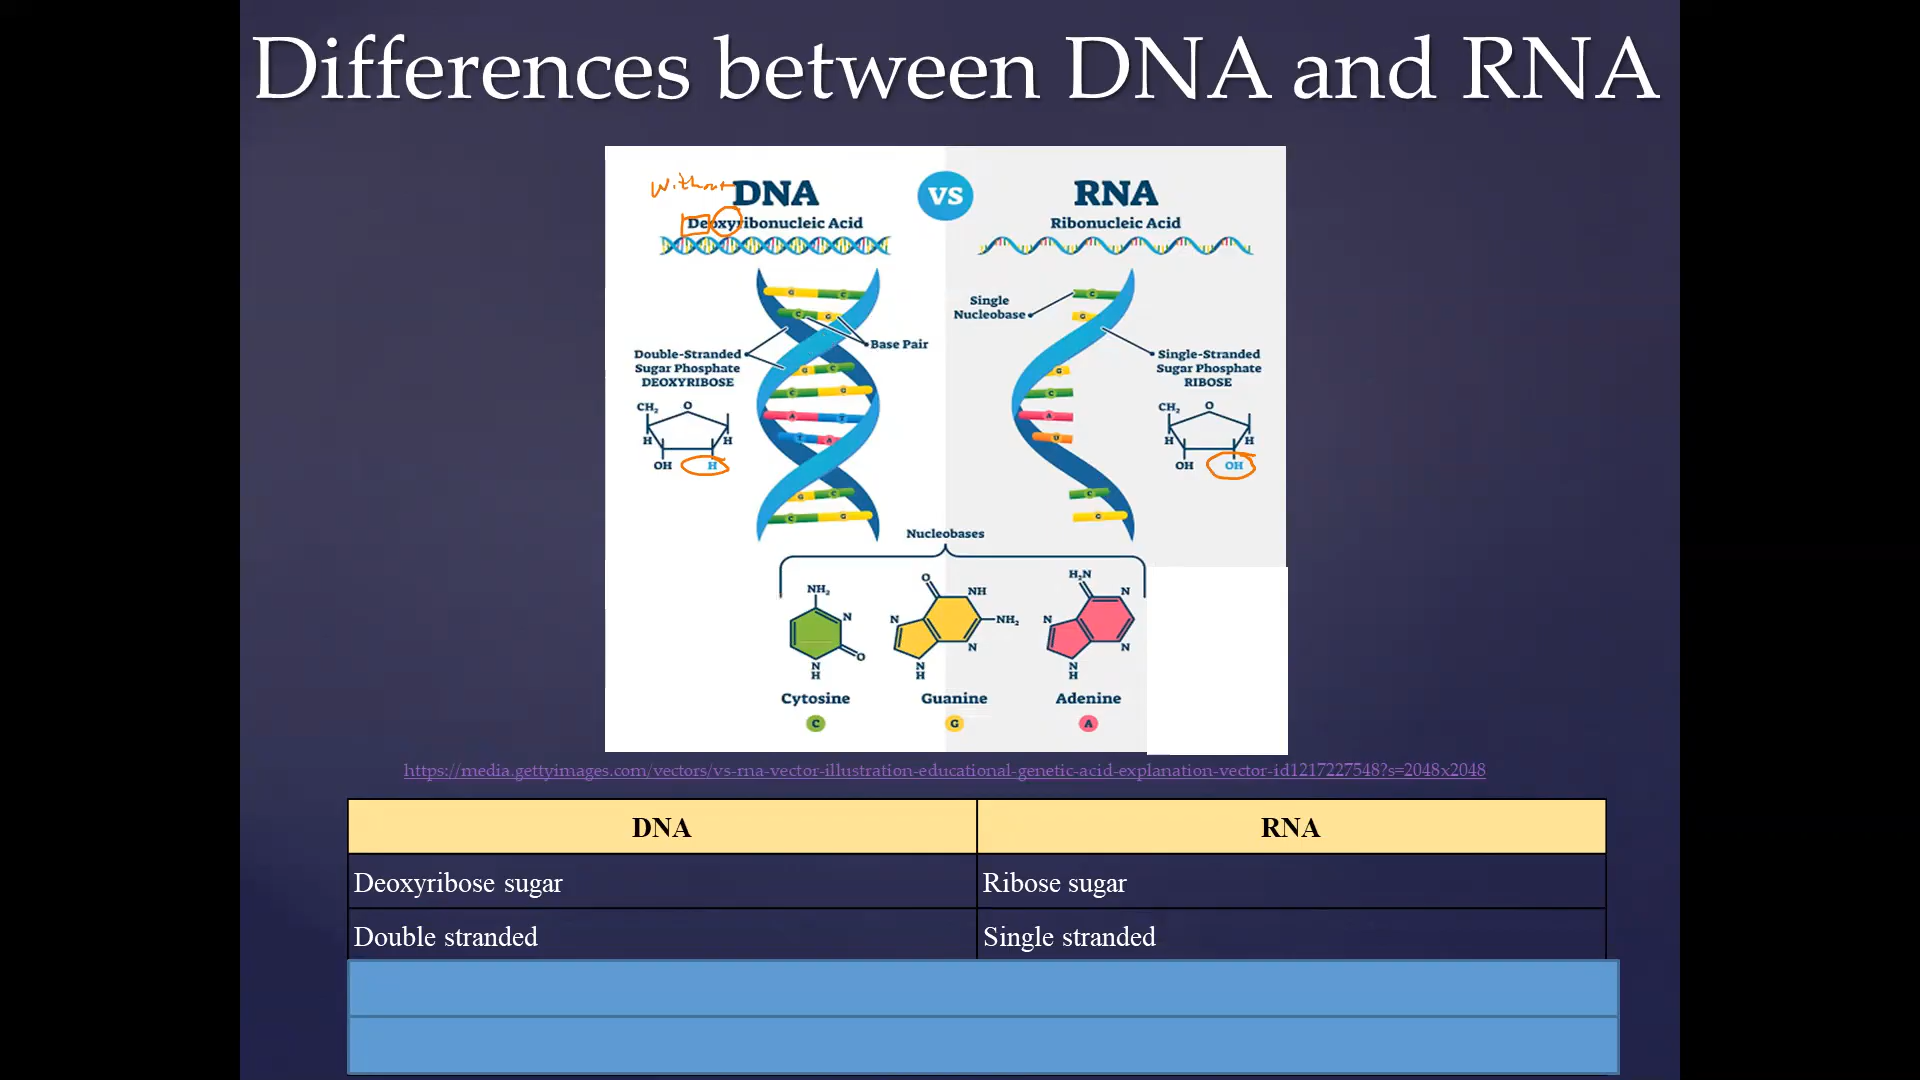 Differences between DNA and RNA
Without
DNA
VS
RNA
Deoxyribonucleic Acid
Ribonucleic Acid
G C
C G
Base Pair
Double-Stranded
Sugar Phosphate
DEOXYRIBOSE
G C
C G
A T
T A
G C
C G
CH₂ O
H H
OH H
Single
Nucleobase
C
G
G
C
A
U
C
G
Single-Stranded
Sugar Phosphate
RIBOSE
CH₂ O
H H
OH OH
Nucleobases
NH₂
N
O
N
H
Cytosine
C
O
NH
N
NH₂
N
N
H
Guanine
G
H₂N
N
N
N
N
H
Adenine
A
https://media.gettyimages.com/vectors/vs-rna-vector-illustration-educational-genetic-acid-explanation-vector-id1217227548?s=2048x2048
DNA RNA
Deoxyribose sugar Ribose sugar
Double stranded Single stranded